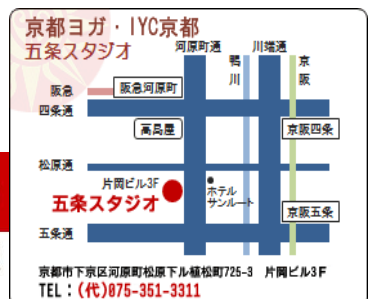 京都ヨガ・IYC京都
五条スタジオ
河原町通
川端通
鴨川
京阪
阪急
阪急河原町
四条通
高島屋
京阪四条
松原通
片岡ビル3F
五条スタジオ
ホテル
サンルート
京阪五条
五条通
京都市下京区河原町松原下ル植松町725-3 片岡ビル3F
TEL：(代)075-351-3311